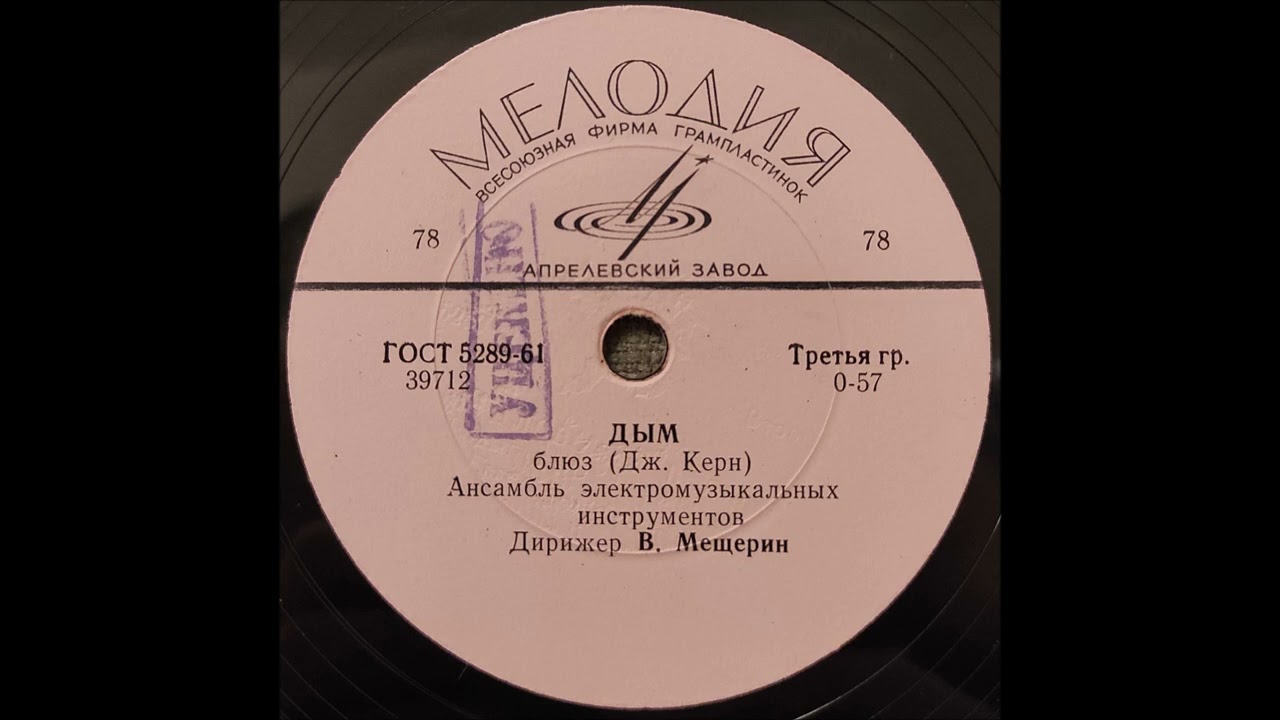 МЕЛОДИЯ
ВСЕСОЮЗНАЯ ФИРМА ГРАМПЛАСТИНОК
78
78
АПРЕЛЕВСКИЙ ЗАВОД
УЦЕНЕНО
ГОСТ 5289-61
39712
Третья гр.
0-57
ДЫМ
блюз (Дж. Керн)
Ансамбль электромузыкальных
инструментов
Дирижер В. Мещерин